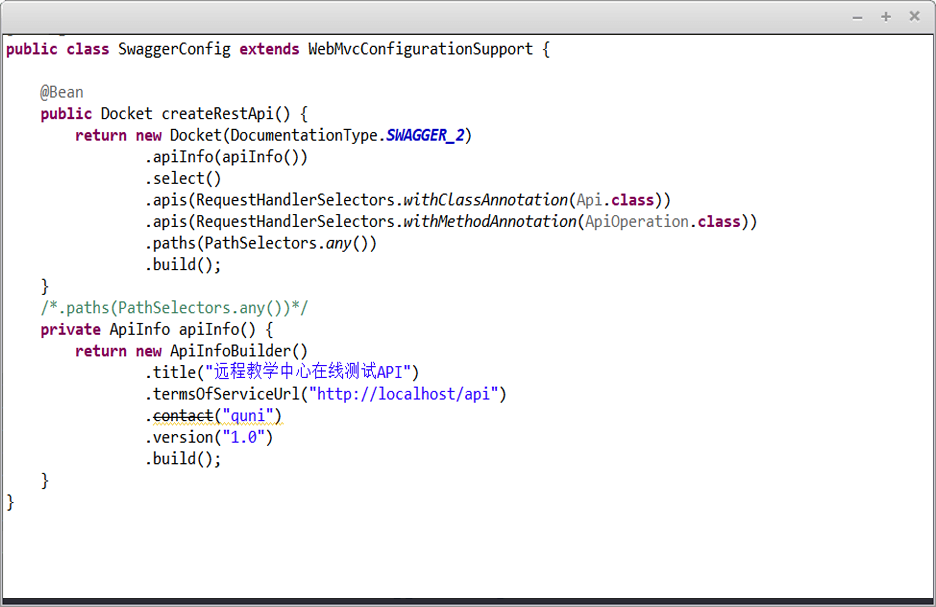 public class SwaggerConfig extends WebMvcConfigurationSupport {
@Bean
public Docket createRestApi() {
return new Docket(DocumentationType.SWAGGER_2)
.apiInfo(apiInfo())
.select()
.apis(RequestHandlerSelectors.withClassAnnotation(Api.class))
.apis(RequestHandlerSelectors.withMethodAnnotation(ApiOperation.class))
.paths(PathSelectors.any())
.build();
}
/*.paths(PathSelectors.any())*/
private ApiInfo apiInfo() {
return new ApiInfoBuilder()
.title("远程教学中心在线测试API")
.termsOfServiceUrl("http://localhost/api")
.contact("quni")
.version("1.0")
.build();
}
}